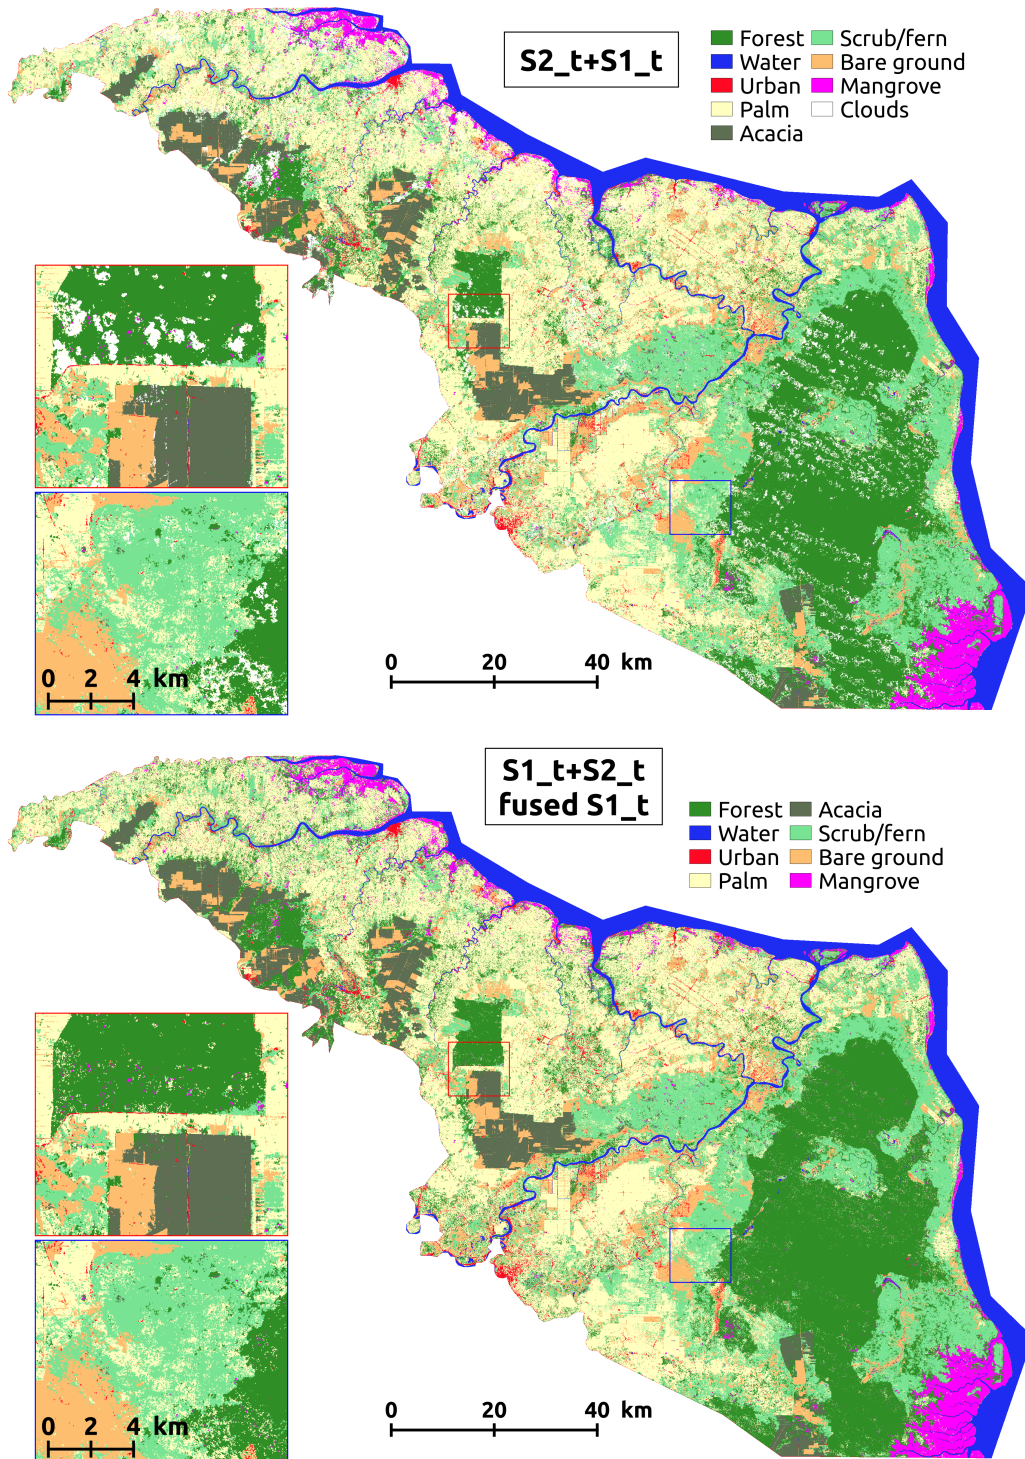 S2_t+S1_t
Forest
Water
Urban
Palm
Acacia
Scrub/fern
Bare ground
Mangrove
Clouds
0 2 4 km
0 20 40 km
S1_t+S2_t
fused S1_t
Forest
Water
Urban
Palm
Acacia
Scrub/fern
Bare ground
Mangrove
0 2 4 km
0 20 40 km